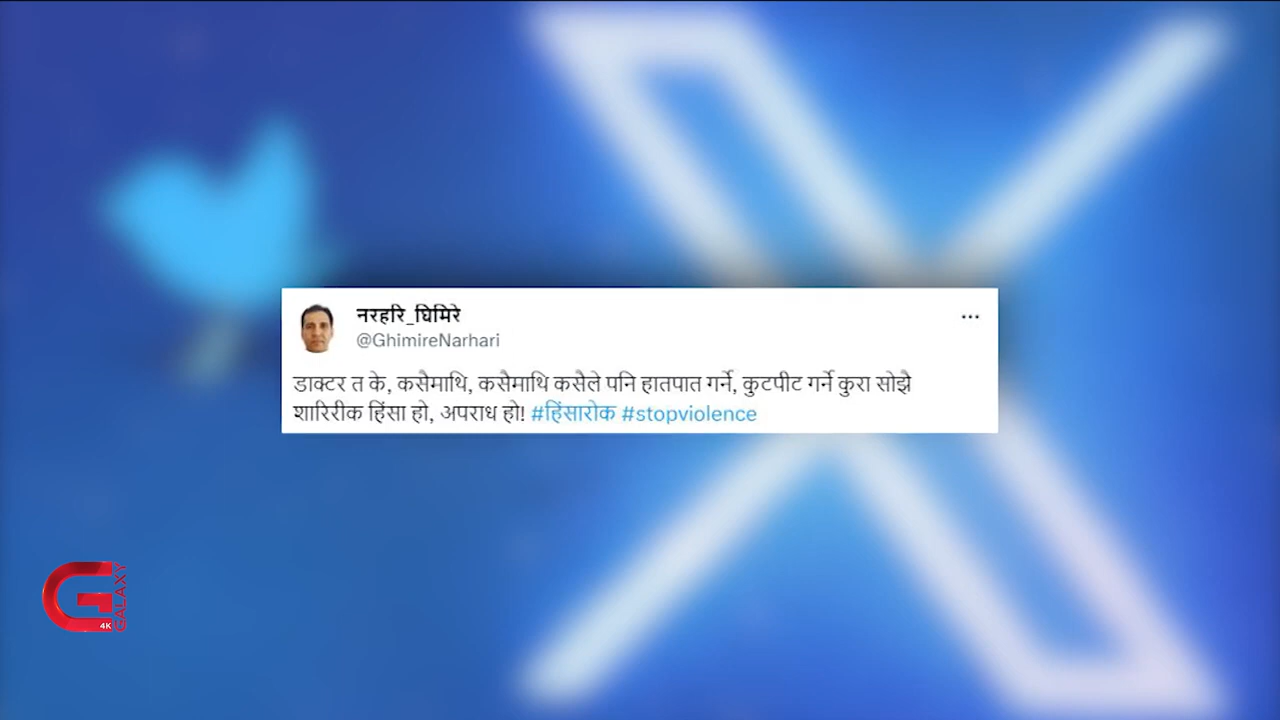 नरहरि_घिमिरे
@GhimireNarhari
डाक्टर त के, कसैमाथि, कसैमाथि कसैले पनि हातपात गर्ने, कुटपीट गर्ने कुरा सोझै
शारिरीक हिंसा हो, अपराध हो! #हिंसारोक #stopviolence
GALAXY
4K